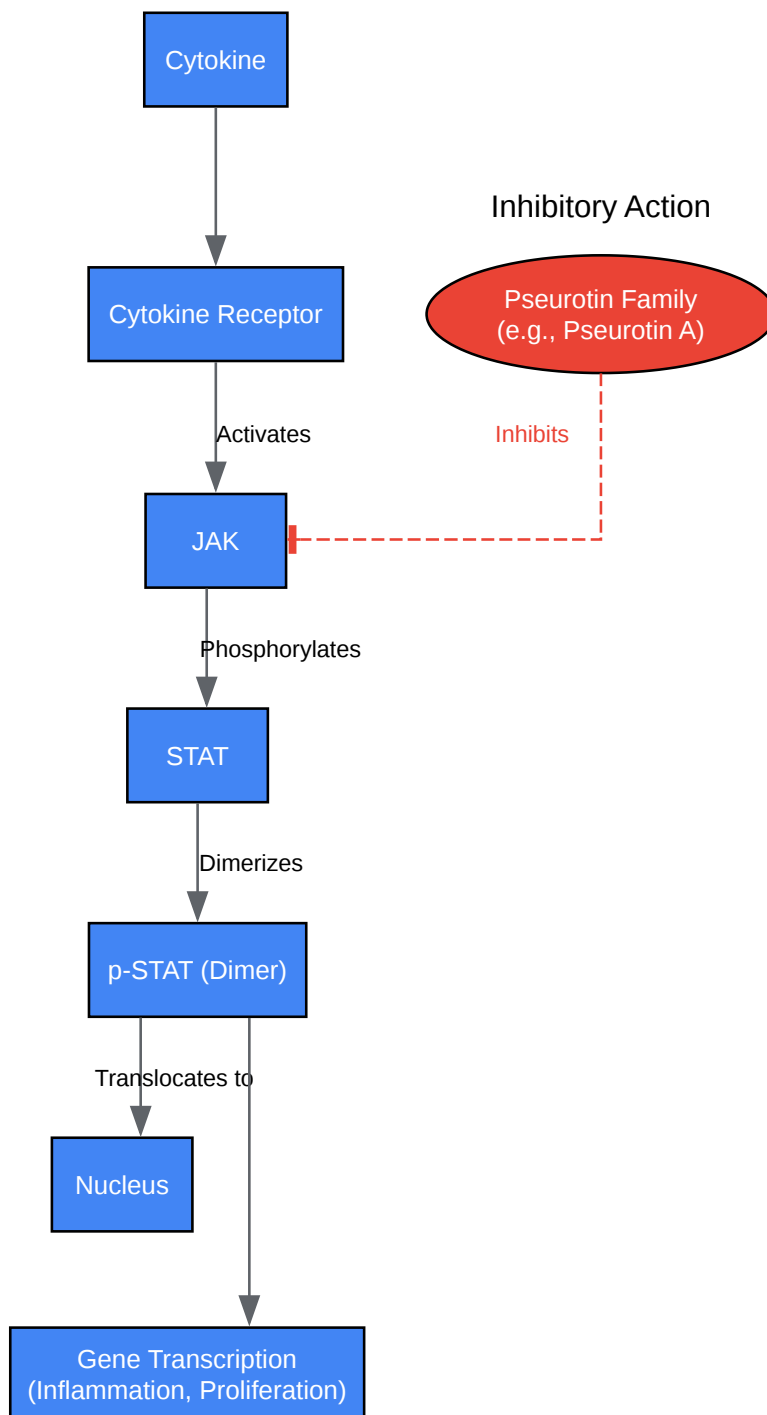 Cytokine
Inhibitory Action
Cytokine Receptor
Pseurotin Family
(e.g., Pseurotin A)
Activates
Inhibits
JAK
Phosphorylates
STAT
Dimerizes
p-STAT (Dimer)
Translocates to
Nucleus
Gene Transcription
(Inflammation, Proliferation)